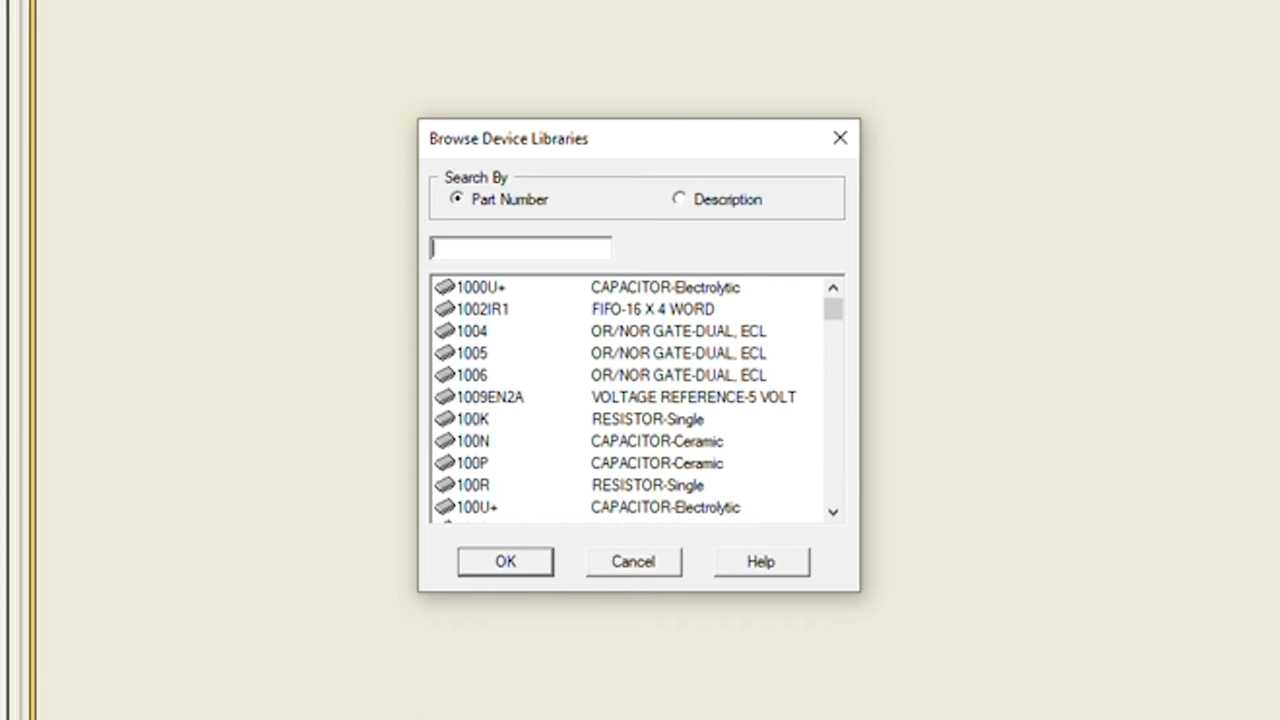 Browse Device Libraries
Search By
Part Number Description
1000U+ CAPACITOR-Electrolytic
1002IR1 FIFO-16 X 4 WORD
1004 OR/NOR GATE-DUAL, ECL
1005 OR/NOR GATE-DUAL, ECL
1006 OR/NOR GATE-DUAL, ECL
1009EN2A VOLTAGE REFERENCE-5 VOLT
100K RESISTOR-Single
100N CAPACITOR-Ceramic
100P CAPACITOR-Ceramic
100R RESISTOR-Single
100U+ CAPACITOR-Electrolytic
OK Cancel Help